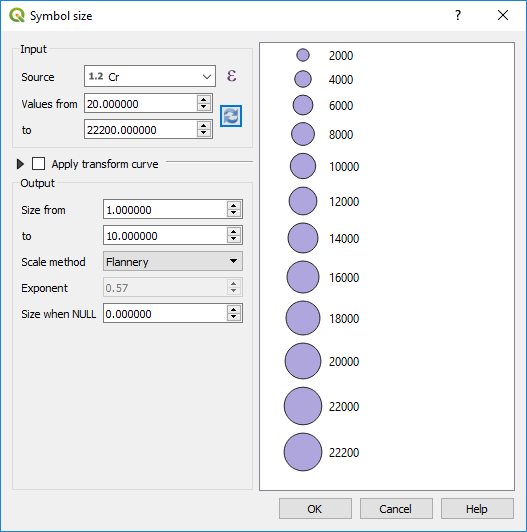 Symbol size
?
Input
Source 1.2 Cr ε
Values from 20.000000
to 22200.000000
Apply transform curve
Output
Size from 1.000000
to 10.000000
Scale method Flannery
Exponent 0.57
Size when NULL 0.000000
2000
4000
6000
8000
10000
12000
14000
16000
18000
20000
22000
22200
OK Cancel Help